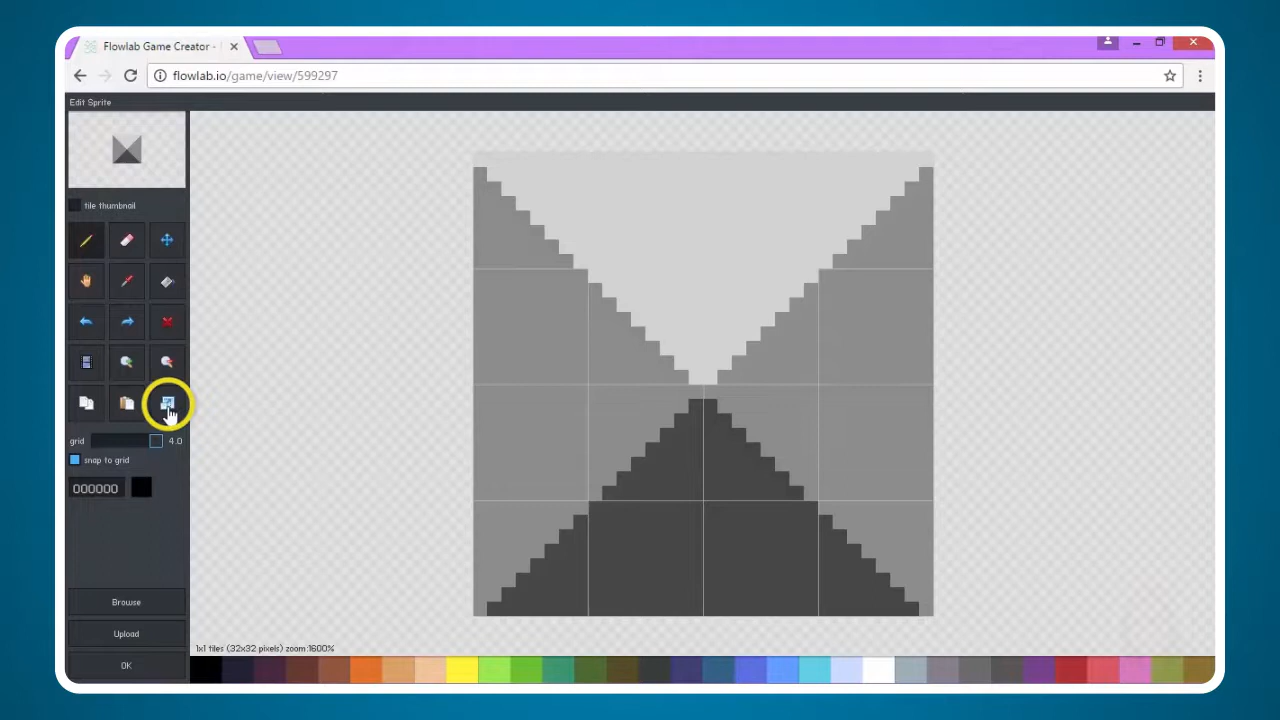 Flowlab Game Creator -
flowlab.io/game/view/599297
Edit Sprite
tile thumbnail
grid 4.0
snap to grid
000000
Browse
Upload
OK
1x1 tiles (32x32 pixels) zoom:1600%